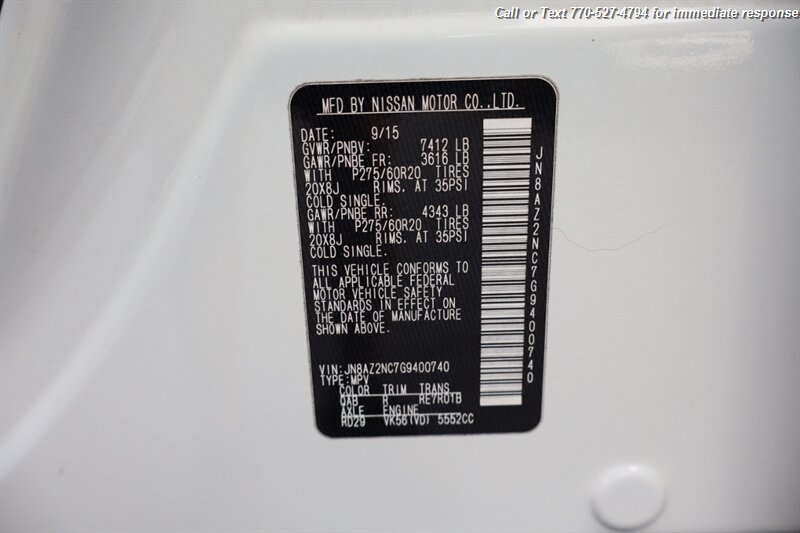 Call or Text 770-527-4794 for immediate response
MFD BY NISSAN MOTOR CO.,LTD.
DATE: 9/15
GVWR/PNBV: 7412 LB
GAWR/PNBE FR: 3616 LB
WITH P275/60R20 TIRES
20X8J RIMS. AT 35PSI
COLD SINGLE.
GAWR/PNBE RR: 4343 LB
WITH P275/60R20 TIRES
20X8J RIMS. AT 35PSI
COLD SINGLE.
THIS VEHICLE CONFORMS TO
ALL APPLICABLE FEDERAL
MOTOR VEHICLE SAFETY
STANDARDS IN EFFECT ON
THE DATE OF MANUFACTURE
SHOWN ABOVE.
VIN:JN8AZ2NC7G9400740
TYPE:MPV
COLOR TRIM TRANS
QAB R RE7R01B
AXLE ENGINE
RD29 VK56(VD) 5552CC
JN8AZ2NC7G9400740